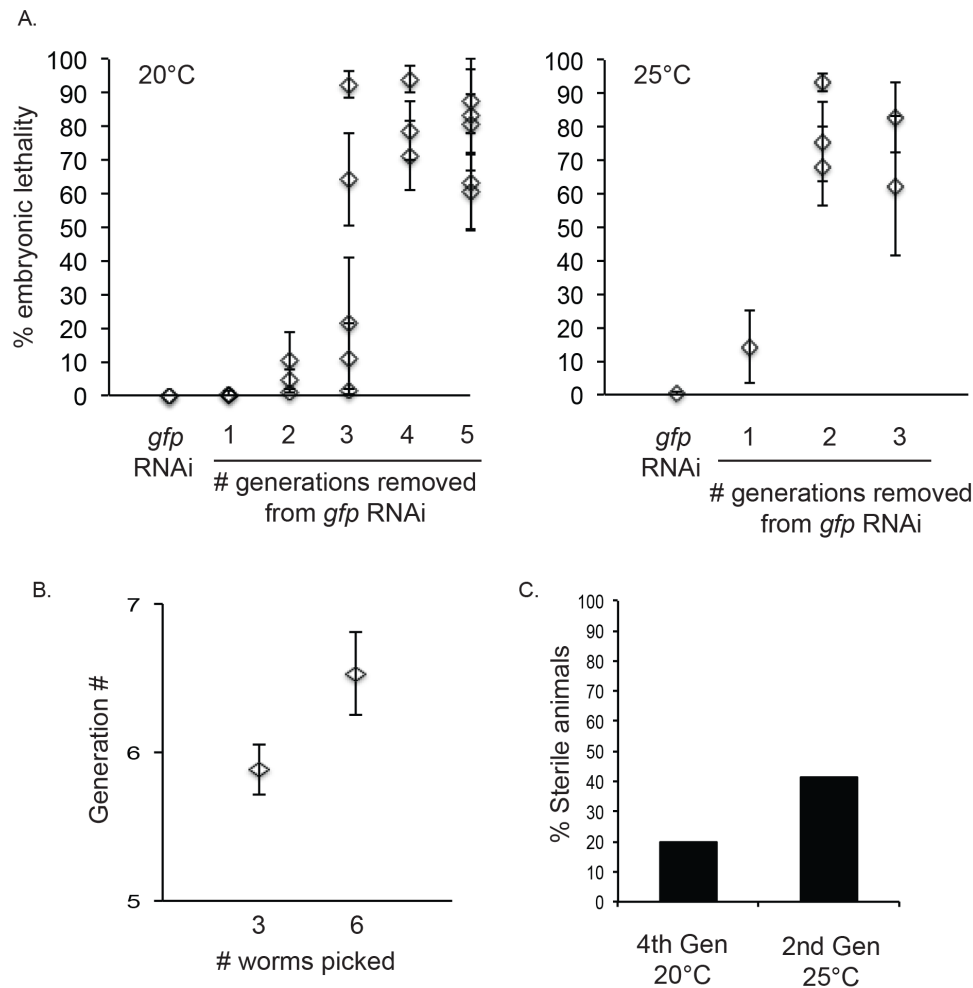 A.
% embryonic lethality
100
90
80
70
60
50
40
30
20
10
0
20°C
gfp
RNAi
1 2 3 4 5
# generations removed
from gfp RNAi
100
90
80
70
60
50
40
30
20
10
0
25°C
gfp
RNAi
1 2 3
# generations removed
from gfp RNAi
B.
Generation #
7
6
5
3 6
# worms picked
C.
% Sterile animals
100
90
80
70
60
50
40
30
20
10
0
4th Gen
20°C
2nd Gen
25°C